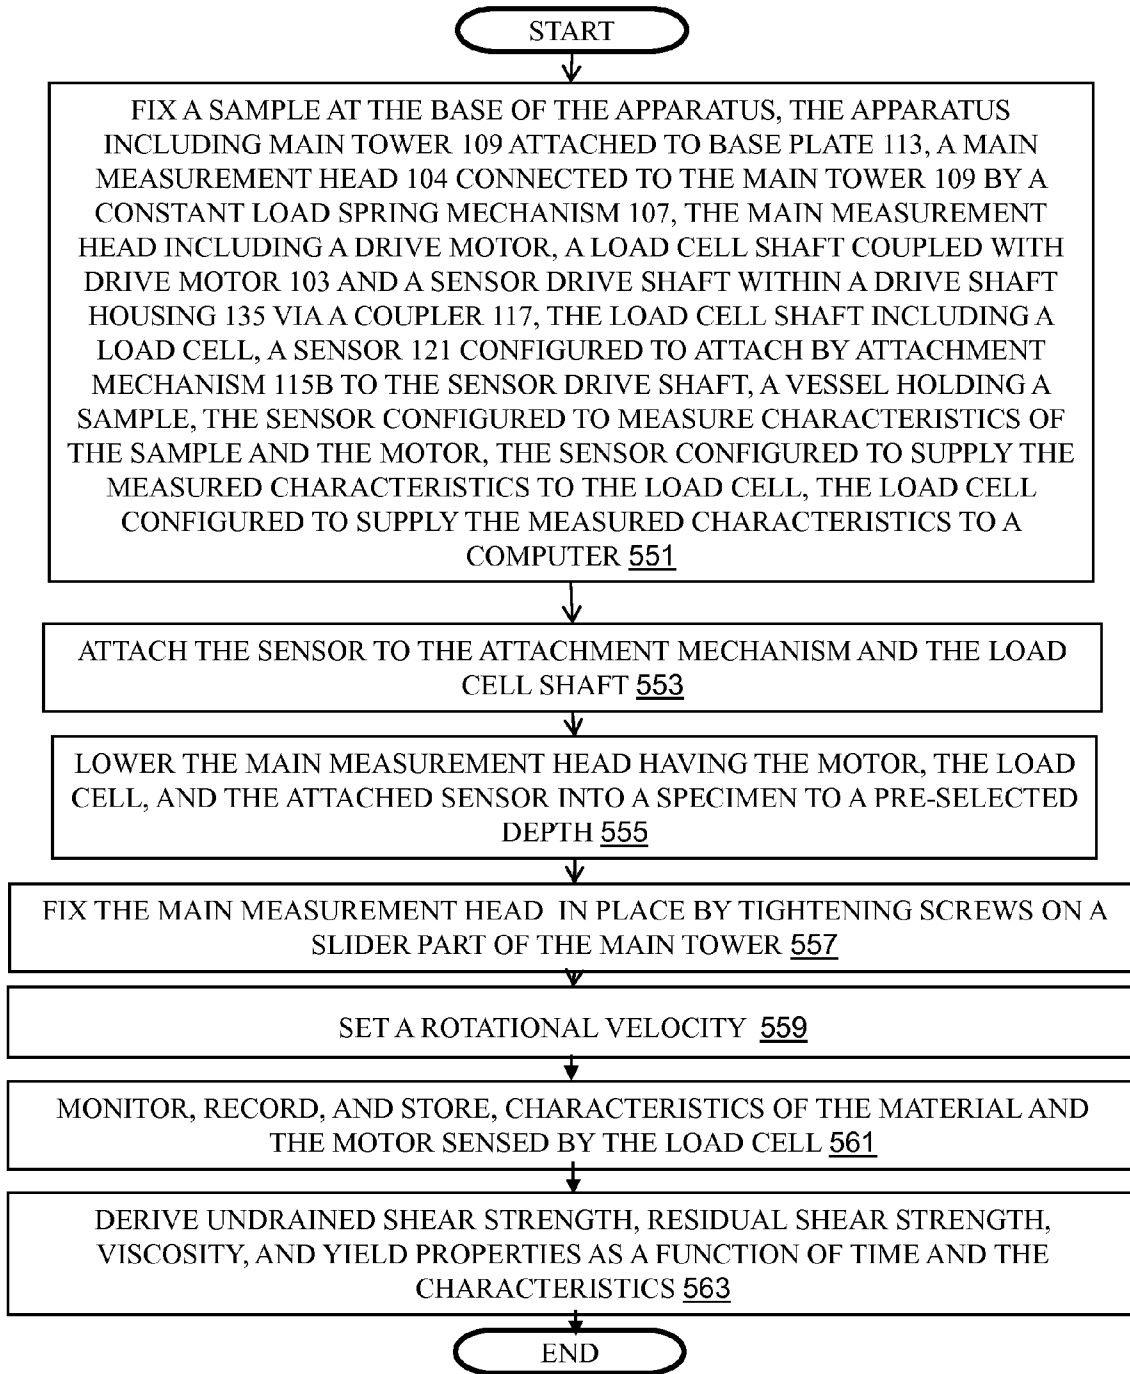 START
FIX A SAMPLE AT THE BASE OF THE APPARATUS, THE APPARATUS
INCLUDING MAIN TOWER 109 ATTACHED TO BASE PLATE 113, A MAIN
MEASUREMENT HEAD 104 CONNECTED TO THE MAIN TOWER 109 BY A
CONSTANT LOAD SPRING MECHANISM 107, THE MAIN MEASUREMENT
HEAD INCLUDING A DRIVE MOTOR, A LOAD CELL SHAFT COUPLED WITH
DRIVE MOTOR 103 AND A SENSOR DRIVE SHAFT WITHIN A DRIVE SHAFT
HOUSING 135 VIA A COUPLER 117, THE LOAD CELL SHAFT INCLUDING A
LOAD CELL, A SENSOR 121 CONFIGURED TO ATTACH BY ATTACHMENT
MECHANISM 115B TO THE SENSOR DRIVE SHAFT, A VESSEL HOLDING A
SAMPLE, THE SENSOR CONFIGURED TO MEASURE CHARACTERISTICS OF
THE SAMPLE AND THE MOTOR, THE SENSOR CONFIGURED TO SUPPLY THE
MEASURED CHARACTERISTICS TO THE LOAD CELL, THE LOAD CELL
CONFIGURED TO SUPPLY THE MEASURED CHARACTERISTICS TO A
COMPUTER 551
ATTACH THE SENSOR TO THE ATTACHMENT MECHANISM AND THE LOAD
CELL SHAFT 553
LOWER THE MAIN MEASUREMENT HEAD HAVING THE MOTOR, THE LOAD
CELL, AND THE ATTACHED SENSOR INTO A SPECIMEN TO A PRE-SELECTED
DEPTH 555
FIX THE MAIN MEASUREMENT HEAD IN PLACE BY TIGHTENING SCREWS ON A
SLIDER PART OF THE MAIN TOWER 557
SET A ROTATIONAL VELOCITY 559
MONITOR, RECORD, AND STORE, CHARACTERISTICS OF THE MATERIAL AND
THE MOTOR SENSED BY THE LOAD CELL 561
DERIVE UNDRAINED SHEAR STRENGTH, RESIDUAL SHEAR STRENGTH,
VISCOSITY, AND YIELD PROPERTIES AS A FUNCTION OF TIME AND THE
CHARACTERISTICS 563
END